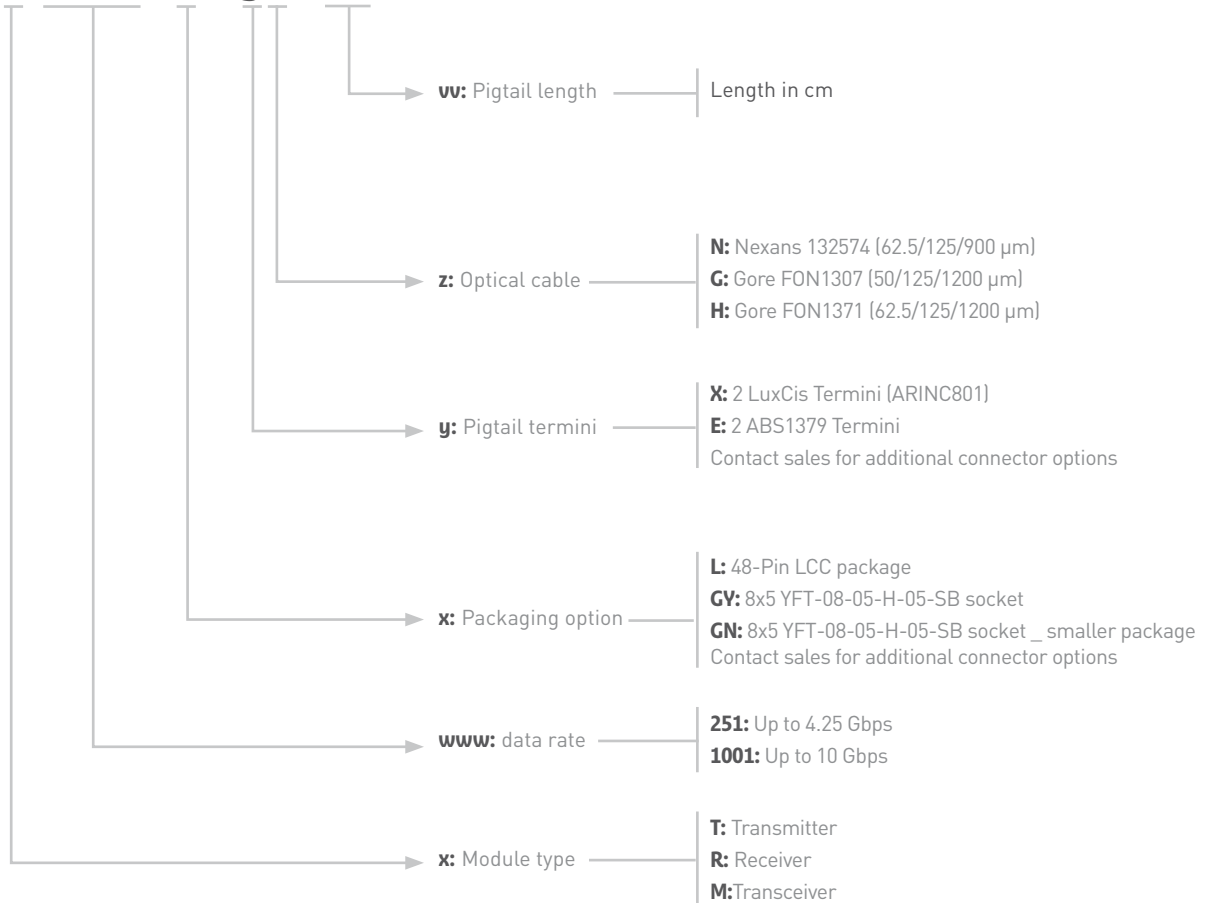 vv: Pigtail length
Length in cm
z: Optical cable
N: Nexans 132574 (62.5/125/900 µm)
G: Gore FON1307 (50/125/1200 µm)
H: Gore FON1371 (62.5/125/1200 µm)
y: Pigtail termini
X: 2 LuxCis Termini (ARINC801)
E: 2 ABS1379 Termini
Contact sales for additional connector options
x: Packaging option
L: 48-Pin LCC package
GY: 8x5 YFT-08-05-H-05-SB socket
GN: 8x5 YFT-08-05-H-05-SB socket _ smaller package
Contact sales for additional connector options
www: data rate
251: Up to 4.25 Gbps
1001: Up to 10 Gbps
x: Module type
T: Transmitter
R: Receiver
M:Transceiver